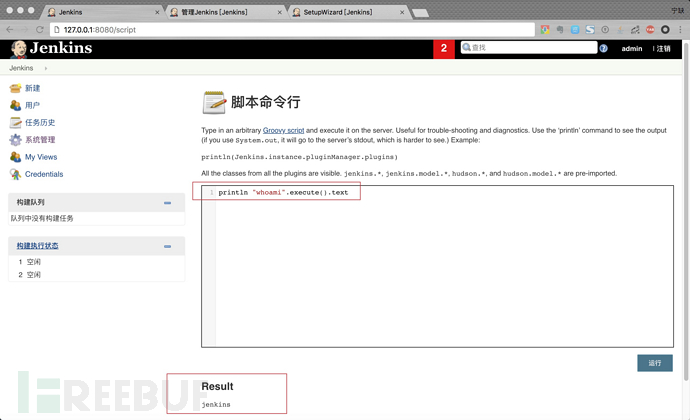 Jenkins
管理Jenkins [Jenkins]
SetupWizard [Jenkins]
宁跃
127.0.0.1:8080/script
Jenkins
2
查找
admin
注销
Jenkins
新建
用户
任务历史
系统管理
My Views
Credentials
构建队列
队列中没有构建任务
构建执行状态
1 空闲
2 空闲
脚本命令行
Type in an arbitrary Groovy script and execute it on the server. Useful for trouble-shooting and diagnostics. Use the 'println' command to see the output
(if you use System.out, it will go to the server's stdout, which is harder to see.) Example:
println(Jenkins.instance.pluginManager.plugins)
All the classes from all the plugins are visible. jenkins.*, jenkins.model.*, hudson.*, and hudson.model.* are pre-imported.
1 println "whoami".execute().text
运行
Result
jenkins
FREEBUF